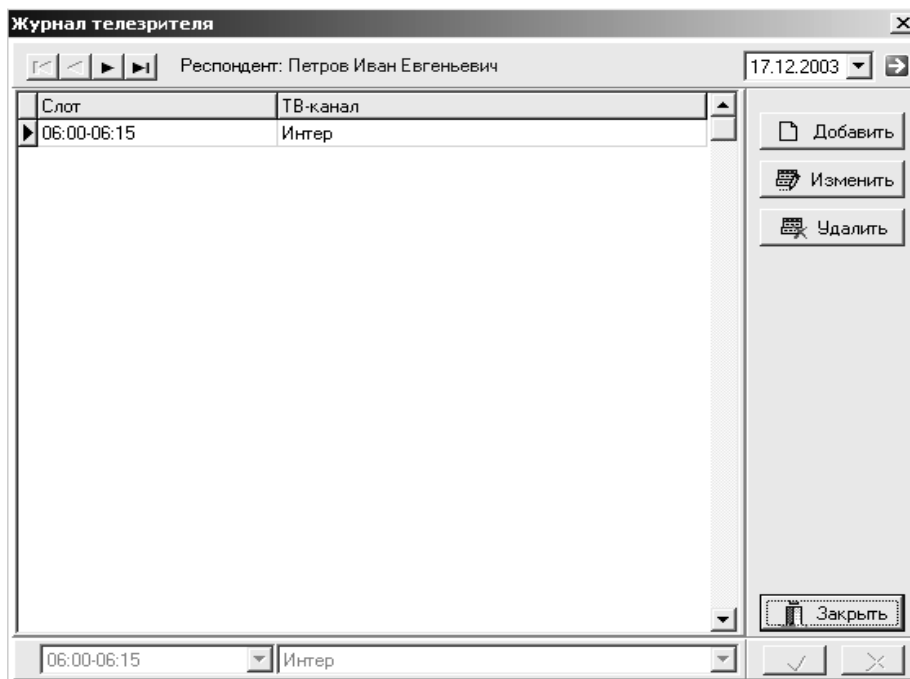 Журнал телезрителя
Респондент: Петров Иван Евгеньевич
17.12.2003
Слот ТВ-канал
06:00-06:15 Интер
Добавить
Изменить
Удалить
Закрыть
06:00-06:15 Интер